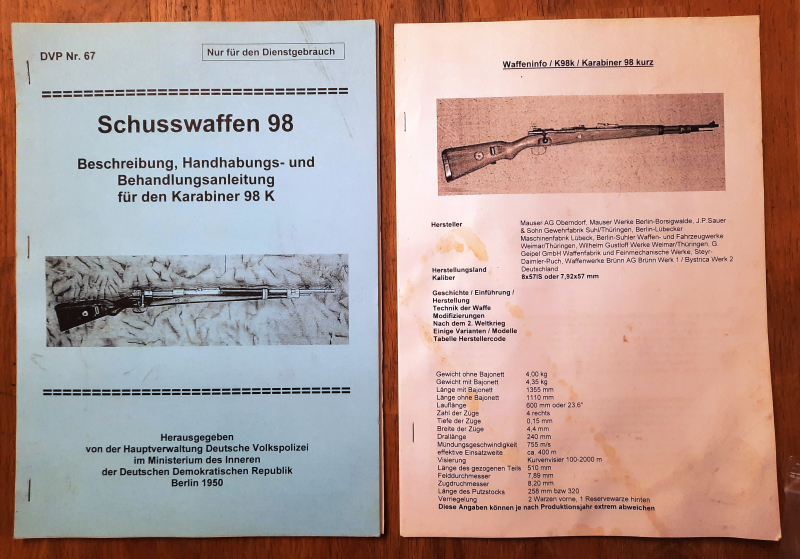 DVP Nr. 67
Nur für den Dienstgebrauch
==============================
Schusswaffen 98
Beschreibung, Handhabungs- und
Behandlungsanleitung
für den Karabiner 98 K
==============================
Herausgegeben
von der Hauptverwaltung Deutsche Volkspolizei
im Ministerium des Inneren
der Deutschen Demokratischen Republik
Berlin 1950
Waffeninfo / K98k / Karabiner 98 kurz
Hersteller Mauser AG Oberndorf, Mauser Werke Berlin-Borsigwalde, J.P.Sauer
& Sohn Gewehrfabrik Suhl/Thüringen, Berlin-Lübecker
Maschinenfabrik Lübeck, Berlin-Suhler Waffen- und Fahrzeugwerke
Weimar/Thüringen, Wilhelm Gustloff Werke Weimar/Thüringen, G.
Geipel GmbH Waffenfabrik und Feinmechanische Werke, Steyr-
Daimler-Puch, Waffenwerke Brünn AG Brünn Werk 1 / Bystrica Werk 2
Herstellungsland Deutschland
Kaliber 8x57IS oder 7,92x57 mm
Geschichte / Einführung /
Herstellung
Technik der Waffe
Modifizierungen
Nach dem 2. Weltkrieg
Einige Varianten / Modelle
Tabelle Herstellercode
Gewicht ohne Bajonett 4,00 kg
Gewicht mit Bajonett 4,35 kg
Länge mit Bajonett 1355 mm
Länge ohne Bajonett 1110 mm
Lauflänge 600 mm oder 23,6"
Zahl der Züge 4 rechts
Tiefe der Züge 0,15 mm
Breite der Züge 4,4 mm
Drallänge 240 mm
Mündungsgeschwindigkeit 755 m/s
effektive Einsatzweite ca. 400 m
Visierung Kurvenvisier 100-2000 m
Länge des gezogenen Teils 510 mm
Felddurchmesser 7,89 mm
Zugdruchmesser 8,20 mm
Länge des Putzstocks 258 mm bzw 320
Verriegelung 2 Warzen vorne, 1 Reservewarze hinten
Diese Angaben können je nach Produktionsjahr extrem abweichen